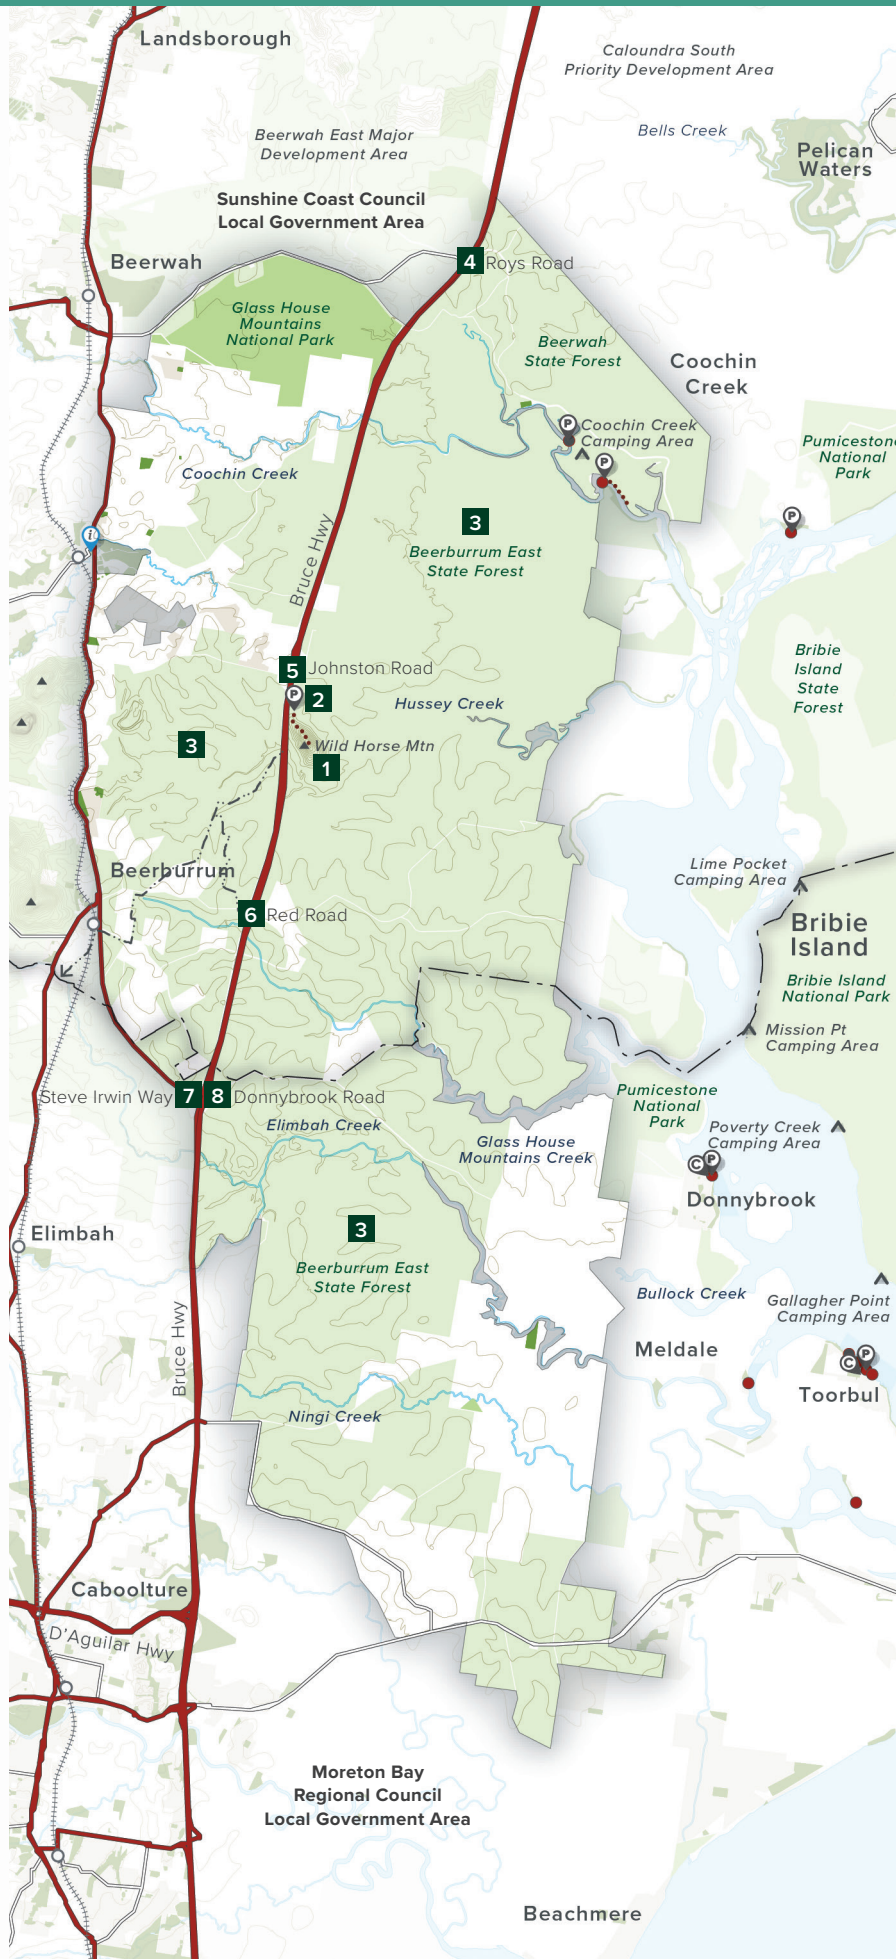 Landsborough
Caloundra South
Priority Development Area
Beerwah East Major
Development Area
Bells Creek
Pelican
Waters
Sunshine Coast Council
Local Government Area
Beerwah
4 Roys Road
Glass House
Mountains
National Park
Beerwah
State Forest
Coochin
Creek
P
Coochin Creek
Camping Area
Pumicestone
National
Park
P
Coochin Creek
P
3
i
Beerburrum East
State Forest
Bruce Hwy
Bribie
Island
State
Forest
5 Johnston Road
P 2
Hussey Creek
3
Wild Horse Mtn
1
Beerburrum
Lime Pocket
Camping Area
6 Red Road
Bribie
Island
Bribie Island
National Park
Mission Pt
Camping Area
Steve Irwin Way 7 8 Donnybrook Road
Pumicestone
National
Park
Elimbah Creek
Glass House
Mountains Creek
Poverty Creek
Camping Area
C P
Donnybrook
Elimbah
3
Beerburrum East
State Forest
Bullock Creek
Gallagher Point
Camping Area
Bruce Hwy
Meldale
C P
Toorbul
Ningi Creek
Caboolture
D'Aguilar Hwy
Moreton Bay
Regional Council
Local Government Area
Beachmere